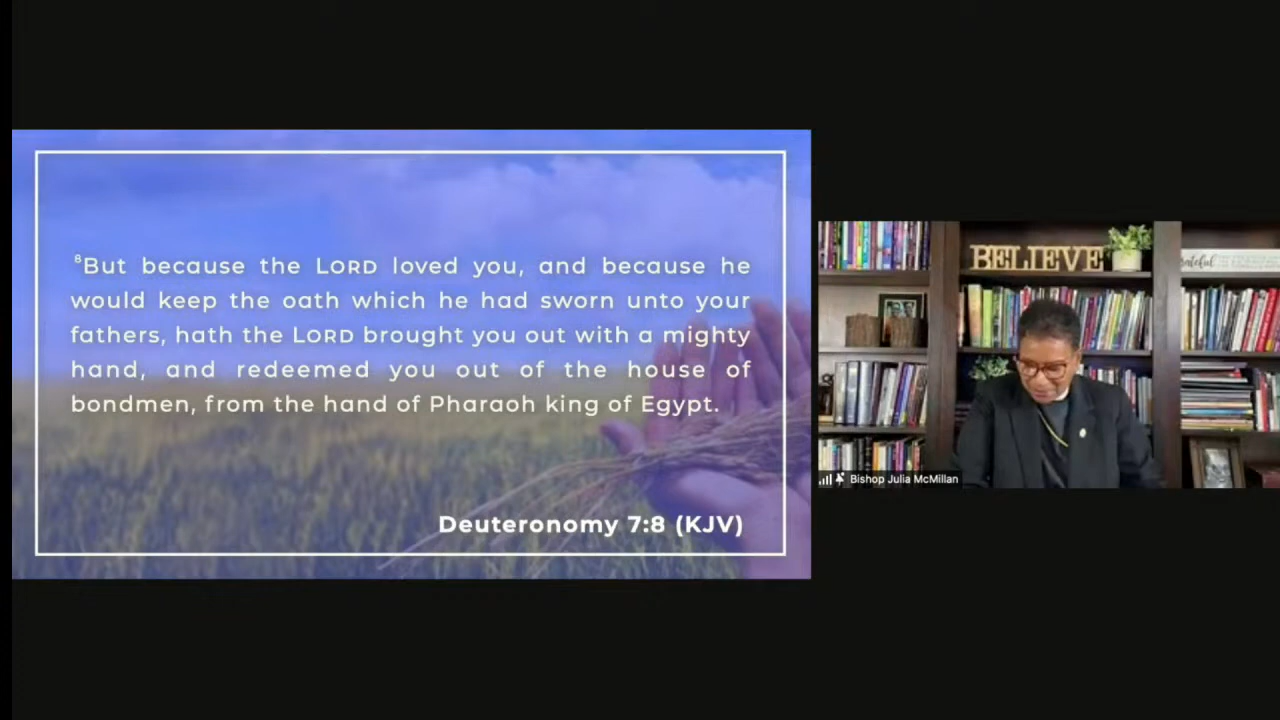 ⁸But because the LORD loved you, and because he
would keep the oath which he had sworn unto your
fathers, hath the LORD brought you out with a mighty
hand, and redeemed you out of the house of
bondmen, from the hand of Pharaoh king of Egypt.
Deuteronomy 7:8 (KJV)
BELIEVE
grateful
Bishop Julia McMillan